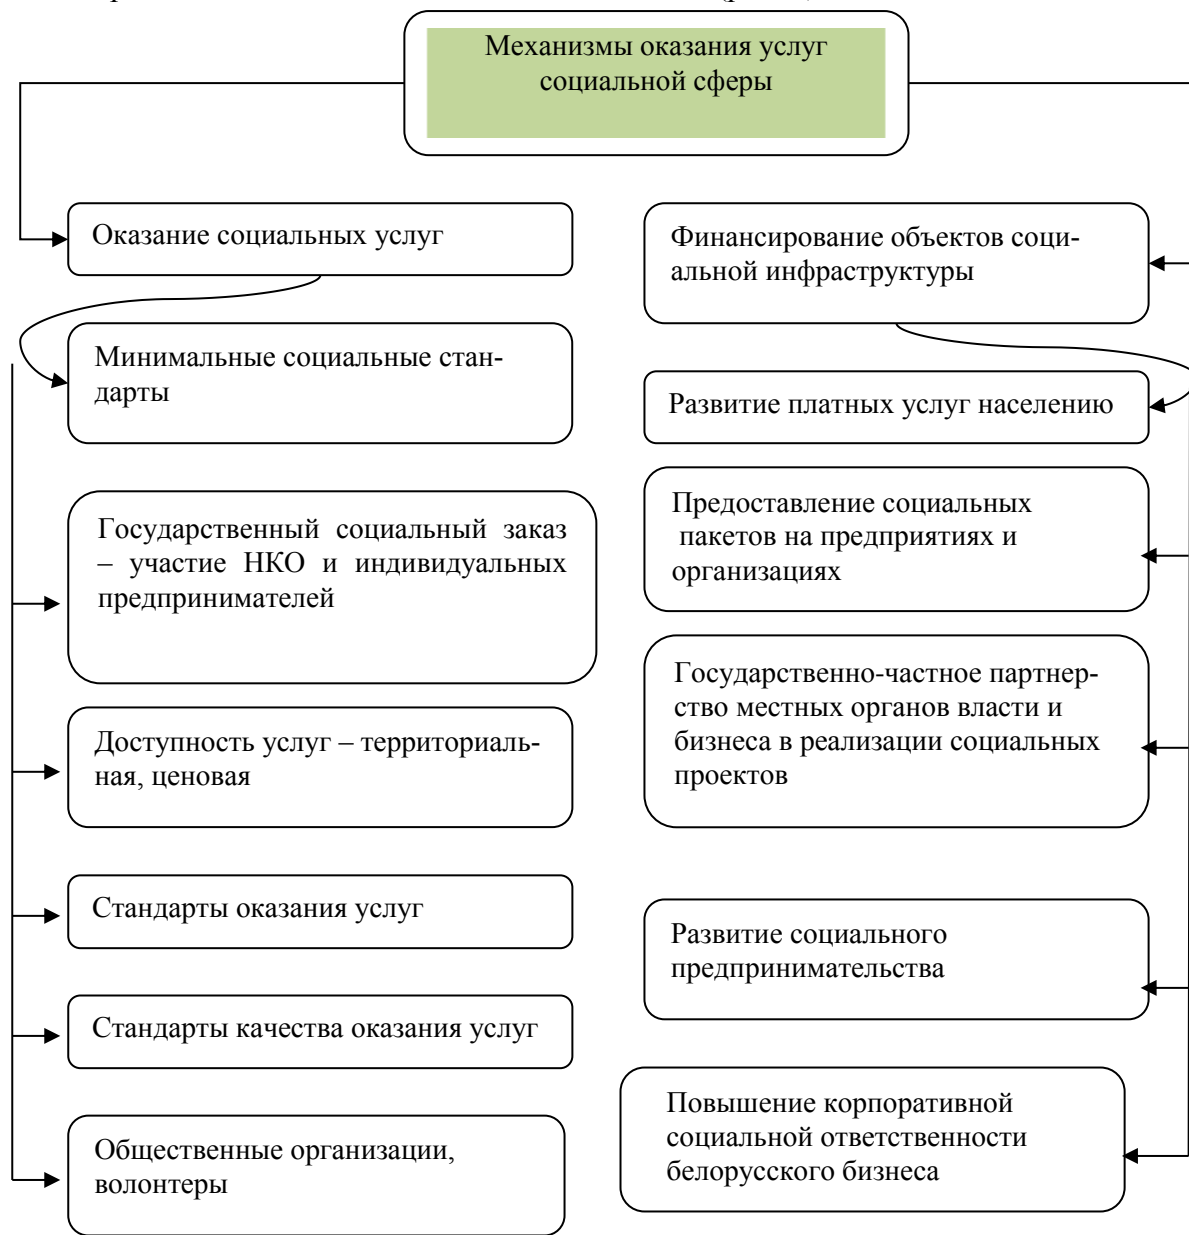 Механизмы оказания услуг
социальной сферы
Оказание социальных услуг
Минимальные социальные стан-
дарты
Государственный социальный заказ
– участие НКО и индивидуальных
предпринимателей
Доступность услуг – территориаль-
ная, ценовая
Стандарты оказания услуг
Стандарты качества оказания услуг
Общественные организации,
волонтеры
Финансирование объектов соци-
альной инфраструктуры
Развитие платных услуг населению
Предоставление социальных
пакетов на предприятиях и
организациях
Государственно-частное партнер-
ство местных органов власти и
бизнеса в реализации социальных
проектов
Развитие социального
предпринимательства
Повышение корпоративной
социальной ответственности
белорусского бизнеса